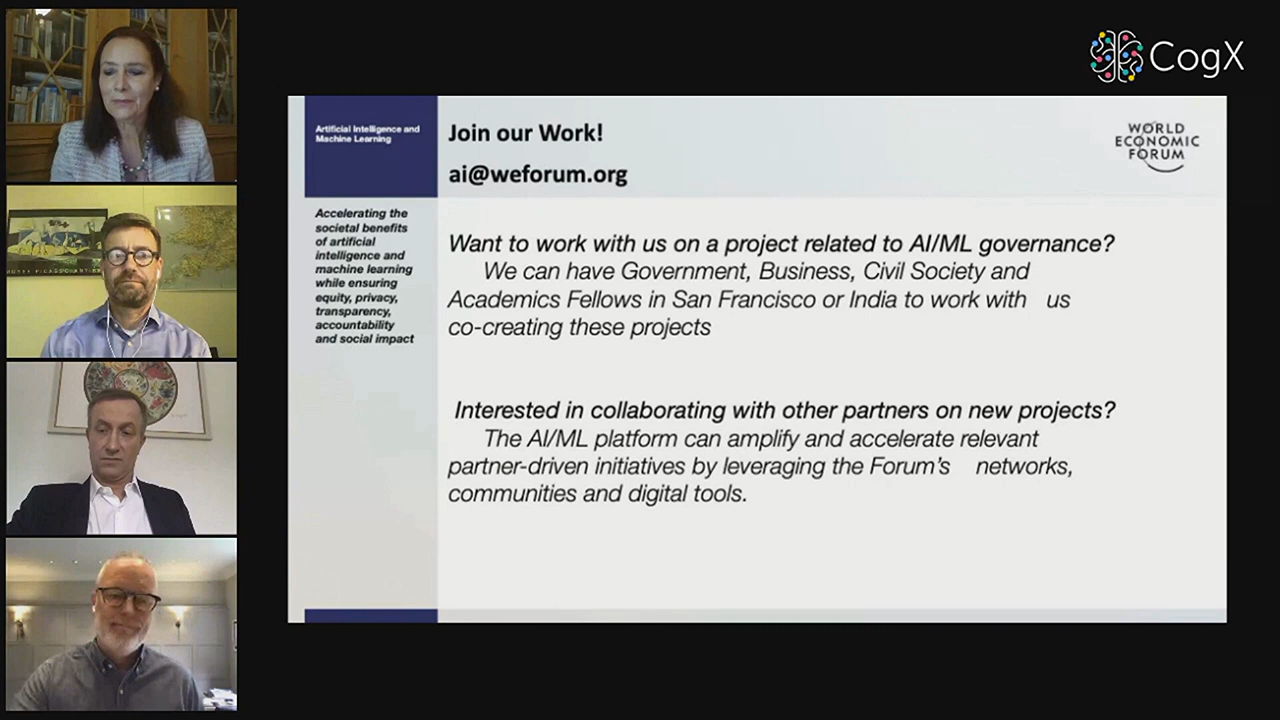 CogX
Artificial Intelligence and
Machine Learning
Join our Work!
ai@weforum.org
WORLD
ECONOMIC
FORUM
Accelerating the
societal benefits
of artificial
intelligence and
machine learning
while ensuring
equity, privacy,
transparency,
accountability
and social impact
Want to work with us on a project related to AI/ML governance?
We can have Government, Business, Civil Society and
Academics Fellows in San Francisco or India to work with us
co-creating these projects
Interested in collaborating with other partners on new projects?
The AI/ML platform can amplify and accelerate relevant
partner-driven initiatives by leveraging the Forum's networks,
communities and digital tools.